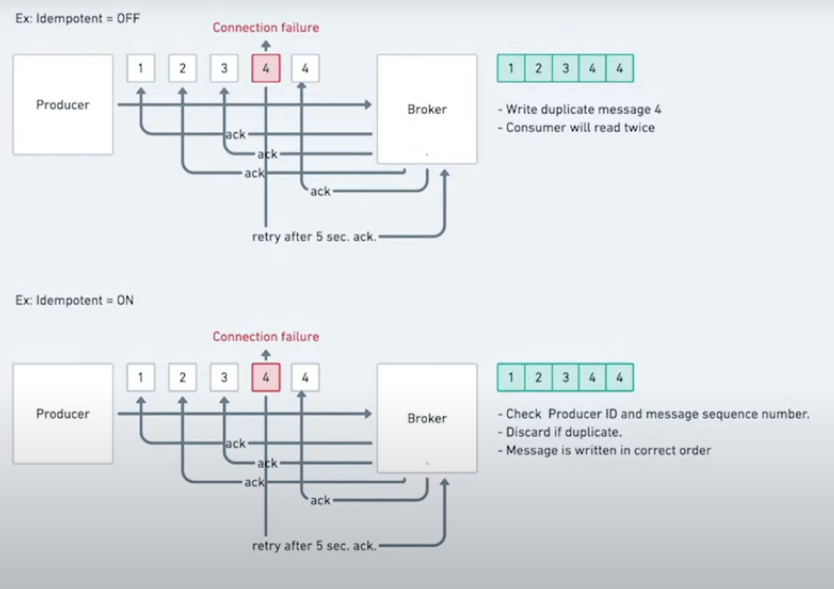 Ex: Idempotent = OFF
Connection failure
1 2 3 4 4
1 2 3 4 4
Producer
Broker
- Write duplicate message 4
- Consumer will read twice
ack
ack
ack
ack
retry after 5 sec. ack.
Ex: Idempotent = ON
Connection failure
1 2 3 4 4
1 2 3 4 4
Producer
Broker
- Check Producer ID and message sequence number.
- Discard if duplicate.
- Message is written in correct order
ack
ack
ack
ack
retry after 5 sec. ack.